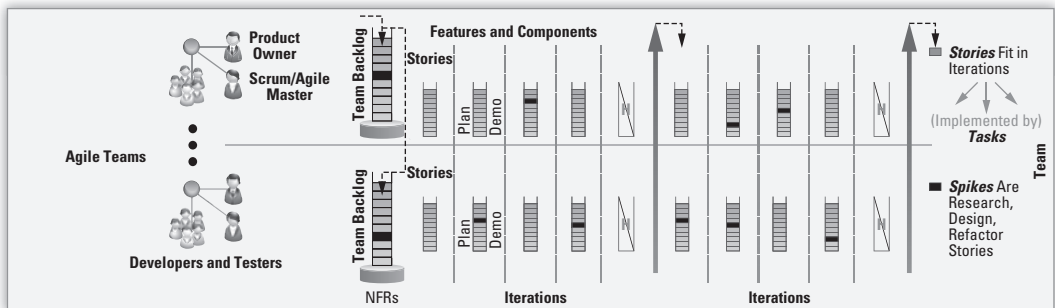 Product
Owner
Scrum/Agile
Master
Agile Teams
Developers and Testers
Team Backlog
Team Backlog
NFRs
Features and Components
Stories
Plan
Demo
H
H
Stories
Plan
Demo
H
H
Iterations
Iterations
Stories Fit in
Iterations
(Implemented by)
Tasks
Spikes Are
Research,
Design,
Refactor
Stories
Team